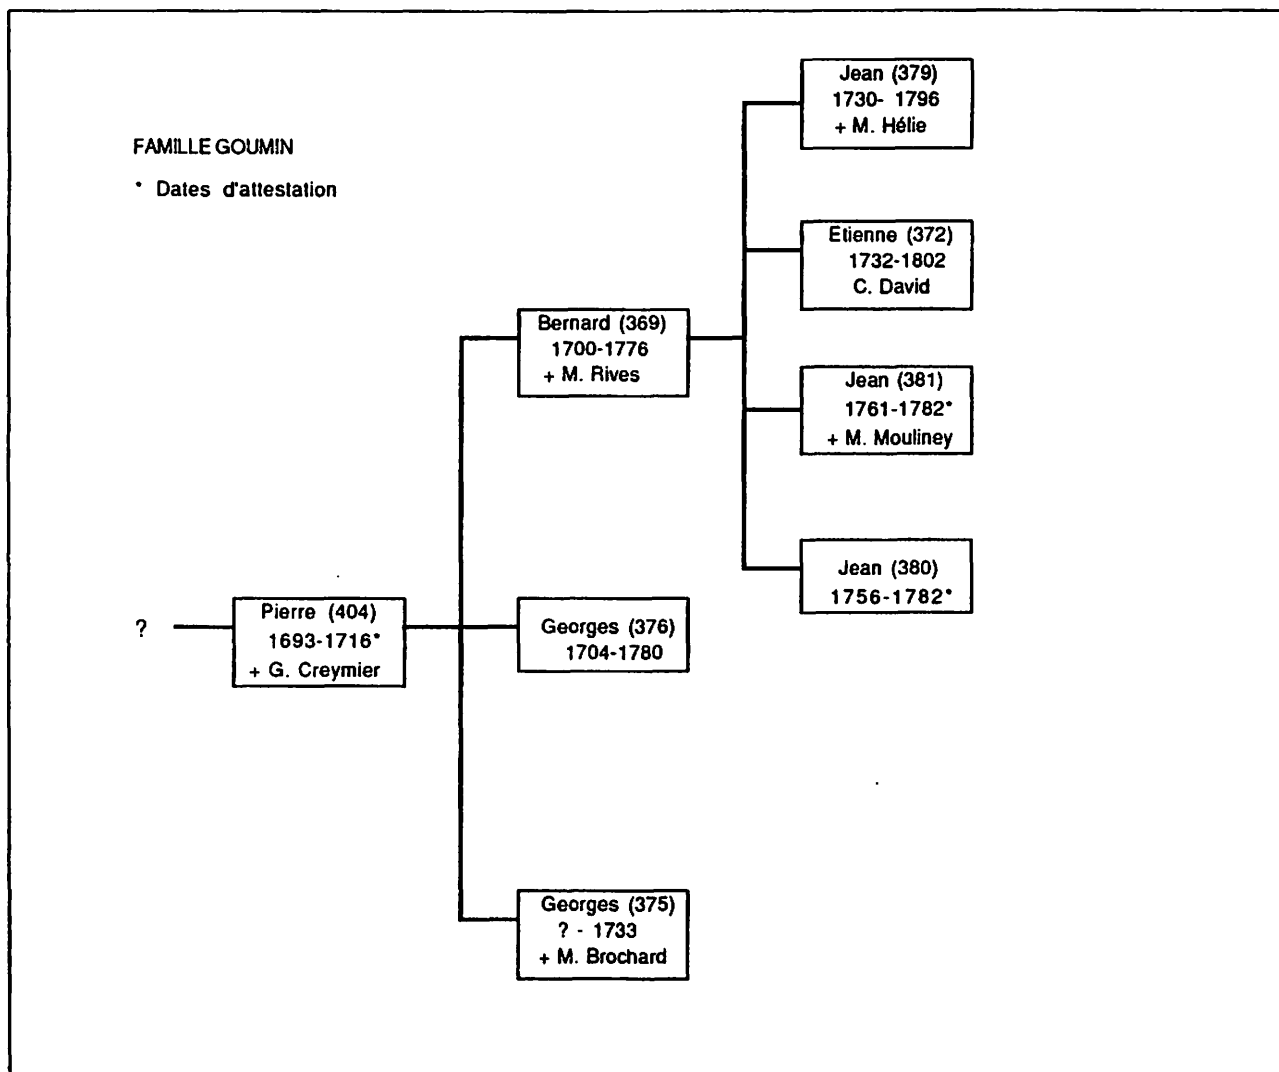 FAMILLE GOUMIN
* Dates d'attestation
Jean (379)
1730- 1796
+ M. Hélie
Etienne (372)
1732-1802
C. David
Bernard (369)
1700-1776
+ M. Rives
Jean (381)
1761-1782*
+ M. Mouliney
Jean (380)
1756-1782*
?
Pierre (404)
1693-1716*
+ G. Creymier
Georges (376)
1704-1780
Georges (375)
? - 1733
+ M. Brochard